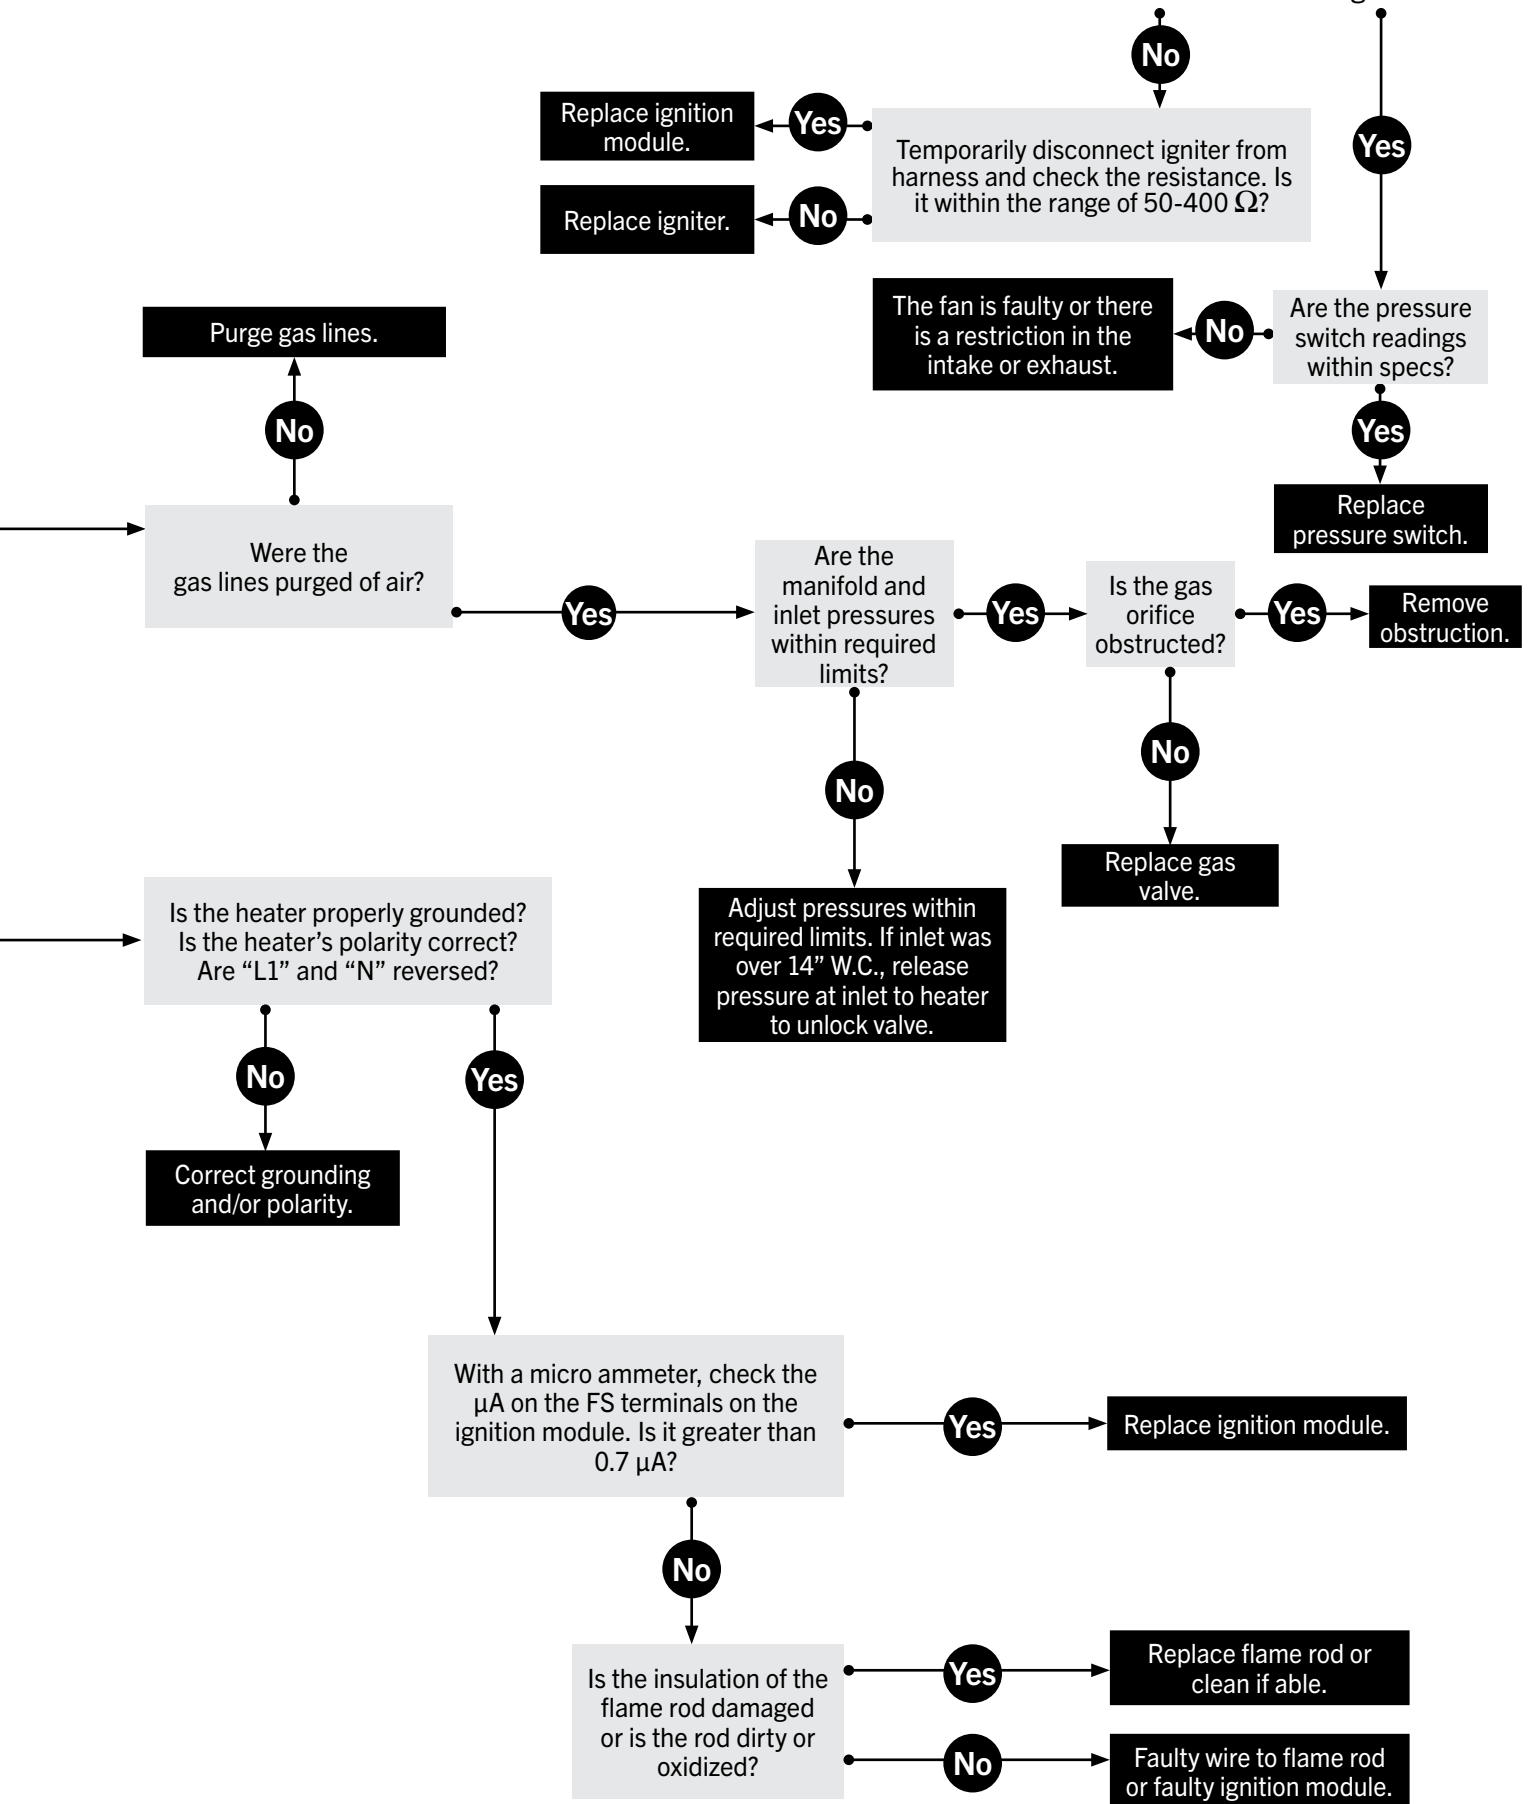 No
Yes
Replace ignition
module.
Yes
Temporarily disconnect igniter from
harness and check the resistance. Is
it within the range of 50-400 Ω?
Replace igniter.
No
The fan is faulty or there
is a restriction in the
intake or exhaust.
No
Are the pressure
switch readings
within specs?
Yes
Replace
pressure switch.
Purge gas lines.
No
Were the
gas lines purged of air?
Yes
Are the
manifold and
inlet pressures
within required
limits?
Yes
Is the gas
orifice
obstructed?
Yes
Remove
obstruction.
No
Replace gas
valve.
No
Adjust pressures within
required limits. If inlet was
over 14” W.C., release
pressure at inlet to heater
to unlock valve.
Is the heater properly grounded?
Is the heater’s polarity correct?
Are “L1” and “N” reversed?
No
Yes
Correct grounding
and/or polarity.
With a micro ammeter, check the
µA on the FS terminals on the
ignition module. Is it greater than
0.7 µA?
Yes
Replace ignition module.
No
Is the insulation of the
flame rod damaged
or is the rod dirty or
oxidized?
Yes
Replace flame rod or
clean if able.
No
Faulty wire to flame rod
or faulty ignition module.